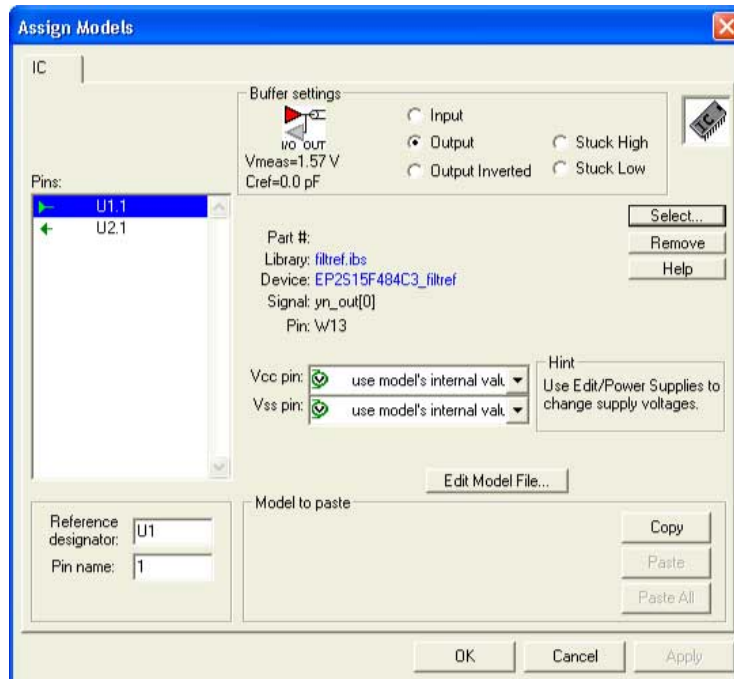 Assign Models
IC
Buffer settings
I/O OUT
Vmeas=1.57 V
Cref=0.0 pF
Input
Output
Output Inverted
Stuck High
Stuck Low
IC
Pins:
U1.1
U2.1
Part #:
Library: filtref.ibs
Device: EP2S15F484C3_filtref
Signal: yn_out[0]
Pin: W13
Select...
Remove
Help
Vcc pin: use model's internal valu
Vss pin: use model's internal valu
Hint
Use Edit/Power Supplies to
change supply voltages.
Edit Model File...
Reference
designator: U1
Pin name: 1
Model to paste
Copy
Paste
Paste All
OK
Cancel
Apply